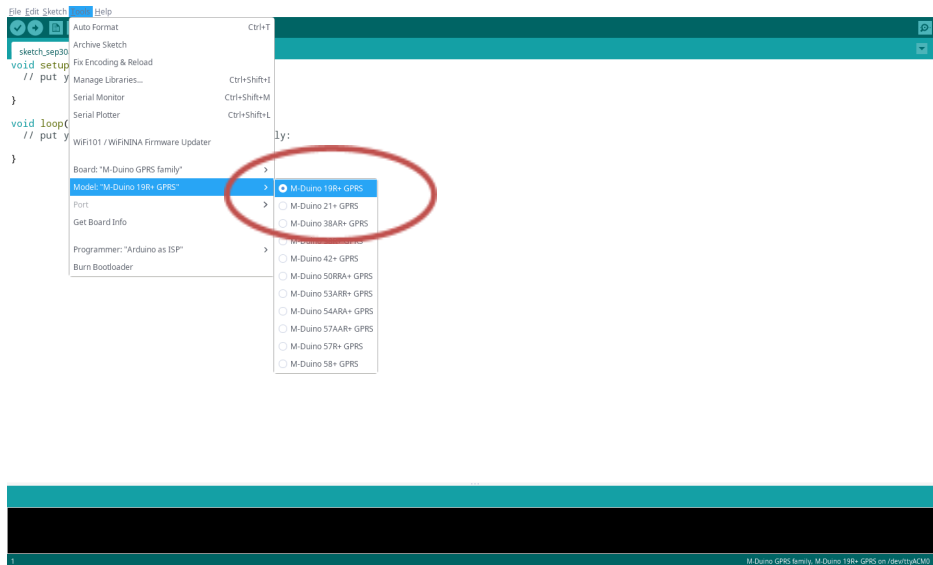 File Edit Sketch Tools Help
Auto Format Ctrl+T
Archive Sketch
Fix Encoding & Reload
Manage Libraries... Ctrl+Shift+I
Serial Monitor Ctrl+Shift+M
Serial Plotter Ctrl+Shift+L
WiFi101 / WiFiNINA Firmware Updater
Board: "M-Duino GPRS family"
Model: "M-Duino 19R+ GPRS"
Port
Get Board Info
Programmer: "Arduino as ISP"
Burn Bootloader
M-Duino 19R+ GPRS
M-Duino 21+ GPRS
M-Duino 38AR+ GPRS
M-Duino GPRS
M-Duino 42+ GPRS
M-Duino 50RRA+ GPRS
M-Duino 53ARR+ GPRS
M-Duino 54ARA+ GPRS
M-Duino 57AAR+ GPRS
M-Duino 57R+ GPRS
M-Duino 58+ GPRS
sketch_sep30
void setup
// put y
}
void loop(
// put y ly:
}
1 M-Duino GPRS family, M-Duino 19R+ GPRS on /dev/ttyACM0